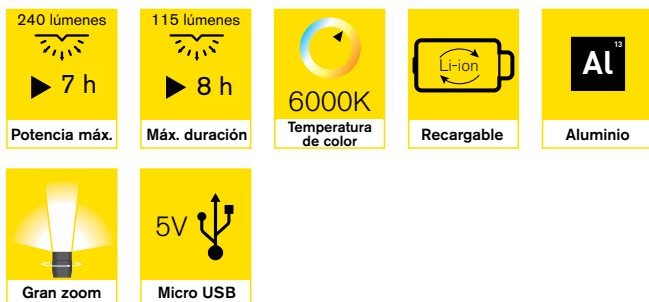 240 lúmenes
7 h
Potencia máx.
115 lúmenes
8 h
Máx. duración
6000K
Temperatura
de color
Li-ion
Recargable
13
Al
Aluminio
Gran zoom
5V
Micro USB